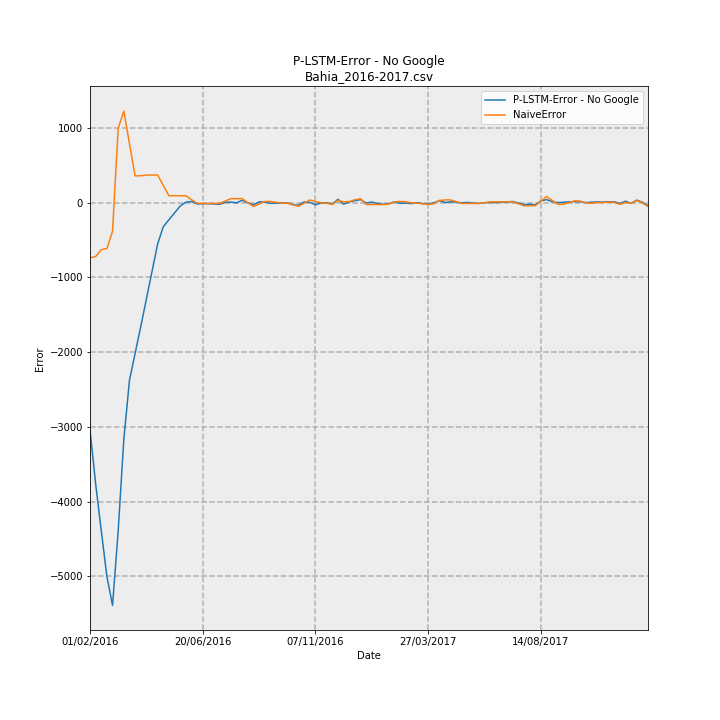 P-LSTM-Error - No Google
Bahia_2016-2017.csv
P-LSTM-Error - No Google
NaiveError
1000
0
−1000
−2000
−3000
−4000
−5000
Error
01/02/2016 20/06/2016 07/11/2016 27/03/2017 14/08/2017
Date